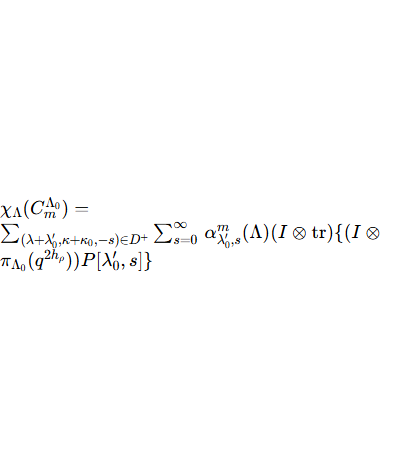 χ_Λ(C_m^{Λ_0}) =
∑_{(λ+λ′_0,κ+κ_0,−s)∈D^+} ∑_{s=0}^∞ α^m_{λ′_0,s}(Λ)(I ⊗ tr){(I ⊗
π_{Λ_0}(q^{2h_ρ}))P[λ′_0, s]}